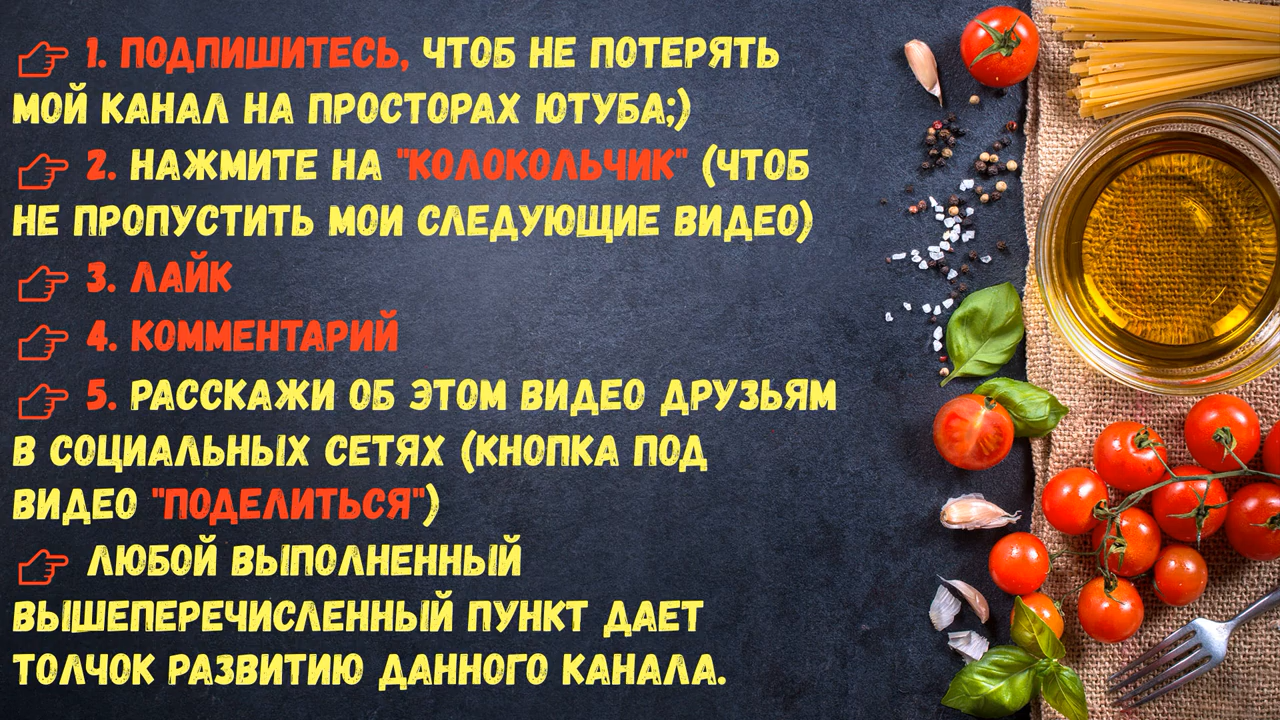 1. ПОДПИШИТЕСЬ, ЧТОБ НЕ ПОТЕРЯТЬ
МОЙ КАНАЛ НА ПРОСТОРАХ ЮТУБА;)
2. НАЖМИТЕ НА "КОЛОКОЛЬЧИК" (ЧТОБ
НЕ ПРОПУСТИТЬ МОИ СЛЕДУЮЩИЕ ВИДЕО)
3. ЛАЙК
4. КОММЕНТАРИЙ
5. РАССКАЖИ ОБ ЭТОМ ВИДЕО ДРУЗЬЯМ
В СОЦИАЛЬНЫХ СЕТЯХ (КНОПКА ПОД
ВИДЕО "ПОДЕЛИТЬСЯ")
ЛЮБОЙ ВЫПОЛНЕННЫЙ
ВЫШЕПЕРЕЧИСЛЕННЫЙ ПУНКТ ДАЕТ
ТОЛЧОК РАЗВИТИЮ ДАННОГО КАНАЛА.